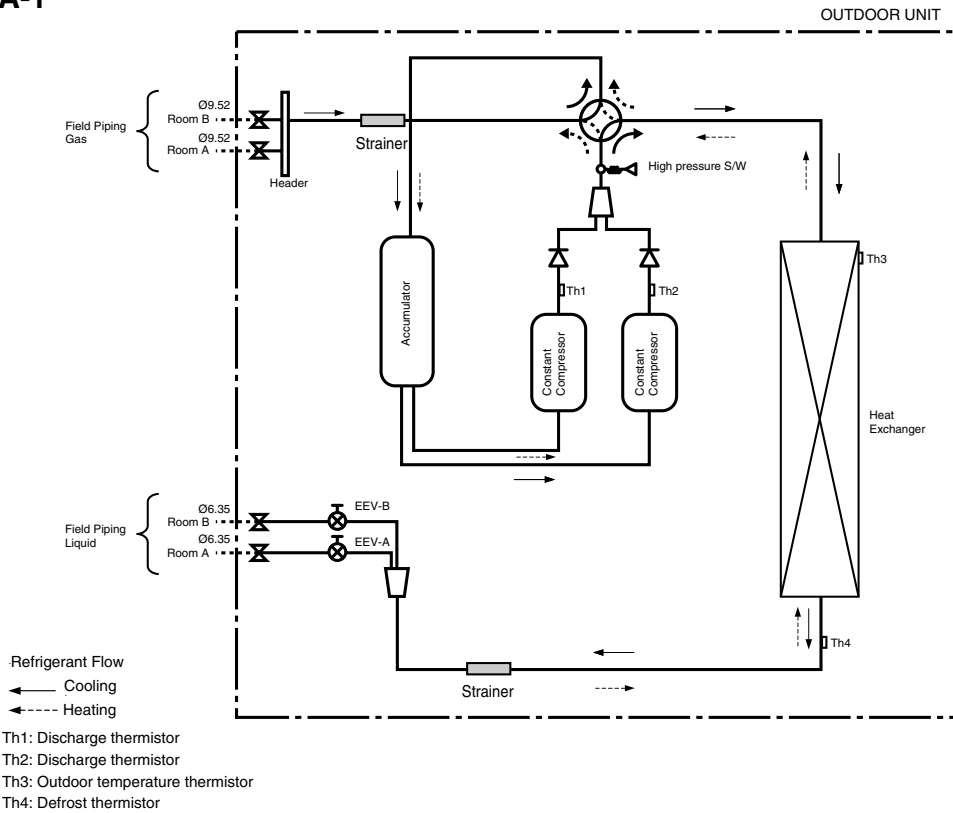 A-1
OUTDOOR UNIT
Field Piping
Gas
Ø9.52
Room B
Ø9.52
Room A
Header
Strainer
High pressure S/W
Th3
Accumulator
Th1
Th2
Constant
Compressor
Constant
Compressor
Heat
Exchanger
Field Piping
Liquid
Ø6.35
Room B
Ø6.35
Room A
EEV-B
EEV-A
Th4
Strainer
Refrigerant Flow
Cooling
Heating
Th1: Discharge thermistor
Th2: Discharge thermistor
Th3: Outdoor temperature thermistor
Th4: Defrost thermistor